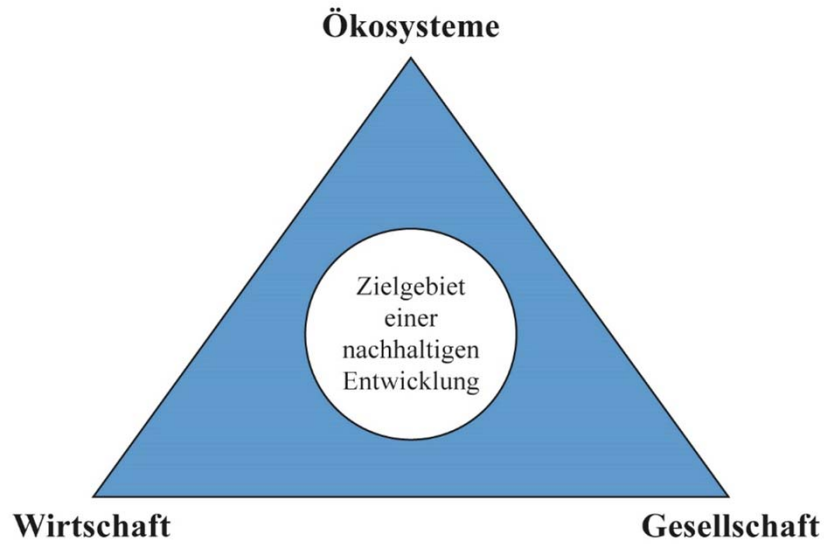 Ökosysteme
Zielgebiet
einer
nachhaltigen
Entwicklung
Wirtschaft
Gesellschaft